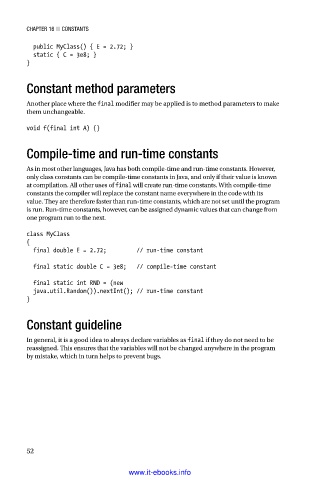 CHAPTER 16 ■ CONSTANTS
public MyClass() { E = 2.72; }
static { C = 3e8; }
}
Constant method parameters
Another place where the final modifier may be applied is to method parameters to make
them unchangeable.
void f(final int A) {}
Compile-time and run-time constants
As in most other languages, Java has both compile-time and run-time constants. However,
only class constants can be compile-time constants in Java, and only if their value is known
at compilation. All other uses of final will create run-time constants. With compile-time
constants the compiler will replace the constant name everywhere in the code with its
value. They are therefore faster than run-time constants, which are not set until the program
is run. Run-time constants, however, can be assigned dynamic values that can change from
one program run to the next.
class MyClass
{
final double E = 2.72; // run-time constant
final static double C = 3e8; // compile-time constant
final static int RND = (new
java.util.Random()).nextInt(); // run-time constant
}
Constant guideline
In general, it is a good idea to always declare variables as final if they do not need to be
reassigned. This ensures that the variables will not be changed anywhere in the program
by mistake, which in turn helps to prevent bugs.
52
www.it-ebooks.info